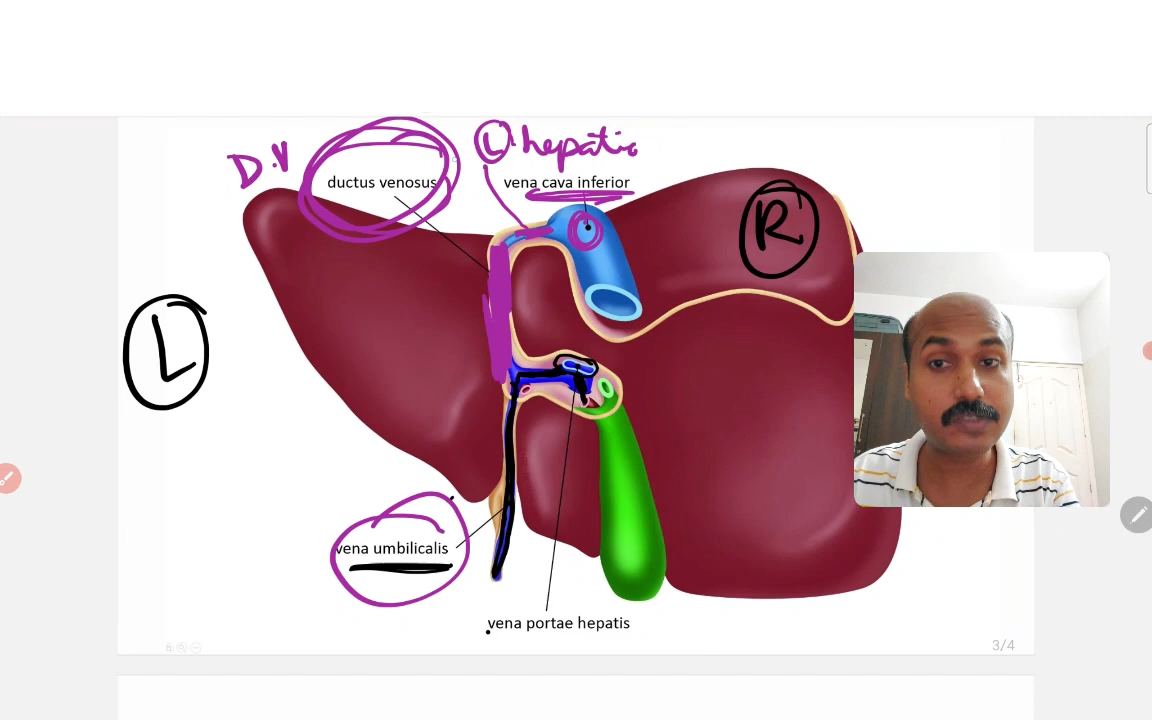 D.V
L hepatic
ductus venosus
vena cava inferior
R
L
vena umbilicalis
vena portae hepatis
3/4